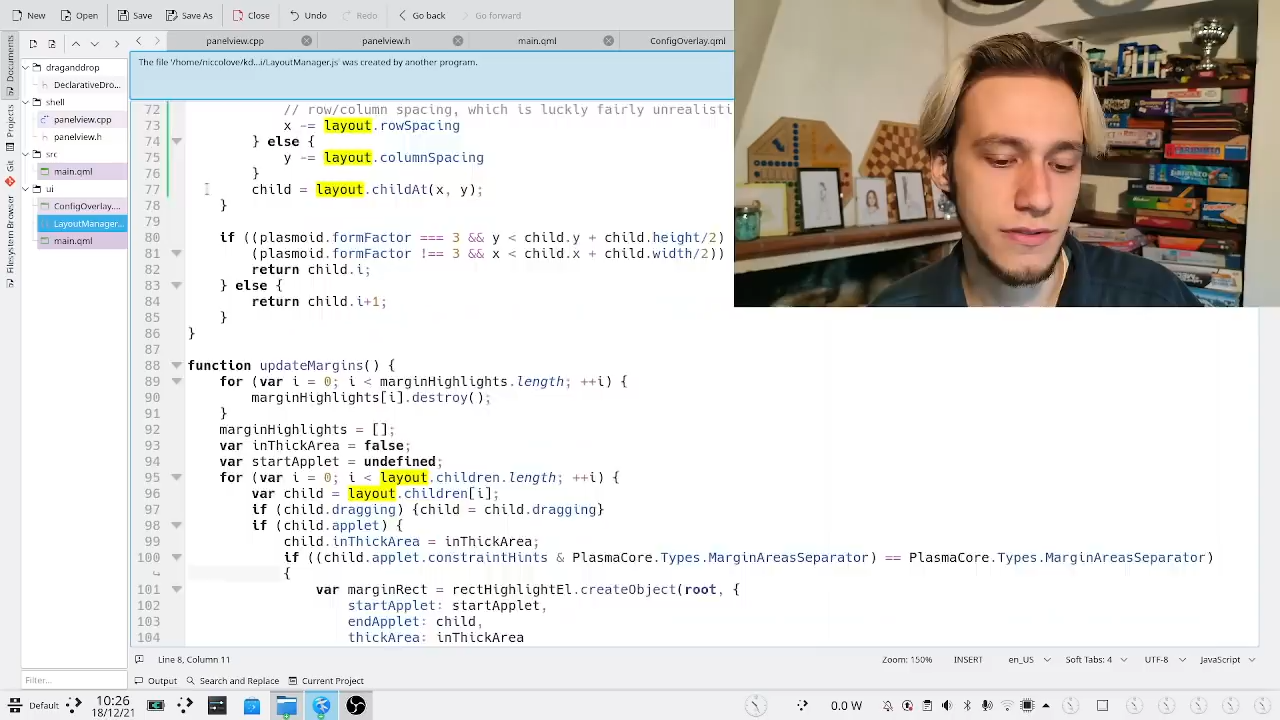 New Open Save Save As Close Undo Redo Go back Go forward
panelview.cpp panelview.h main.qml ConfigOverlay.qml
The file '/home/niccolove/kd...i/LayoutManager.js' was created by another program.
Documents
Projects
Git
Filesystem Browser
draganddrop
DeclarativeDro...
shell
panelview.cpp
panelview.h
src
main.qml
ui
ConfigOverlay....
LayoutManager...
main.qml
Filter...
72 // row/column spacing, which is luckly fairly unrealisti
73 x -= layout.rowSpacing
74 } else {
75 y -= layout.columnSpacing
76 }
77 child = layout.childAt(x, y);
78 }
79
80 if ((plasmoid.formFactor === 3 && y < child.y + child.height/2)
81 (plasmoid.formFactor !== 3 && x < child.x + child.width/2))
82 return child.i;
83 } else {
84 return child.i+1;
85 }
86 }
87
88 function updateMargins() {
89 for (var i = 0; i < marginHighlights.length; ++i) {
90 marginHighlights[i].destroy();
91 }
92 marginHighlights = [];
93 var inThickArea = false;
94 var startApplet = undefined;
95 for (var i = 0; i < layout.children.length; ++i) {
96 var child = layout.children[i];
97 if (child.dragging) {child = child.dragging}
98 if (child.applet) {
99 child.inThickArea = inThickArea;
100 if ((child.applet.constraintHints & PlasmaCore.Types.MarginAreasSeparator) == PlasmaCore.Types.MarginAreasSeparator)
{
101 var marginRect = rectHighlightEl.createObject(root, {
102 startApplet: startApplet,
103 endApplet: child,
104 thickArea: inThickArea
Line 8, Column 11 Zoom: 150% INSERT en_US Soft Tabs: 4 UTF-8 JavaScript
Output Search and Replace Current Project
Default 10:26 0.0 W
18/12/21